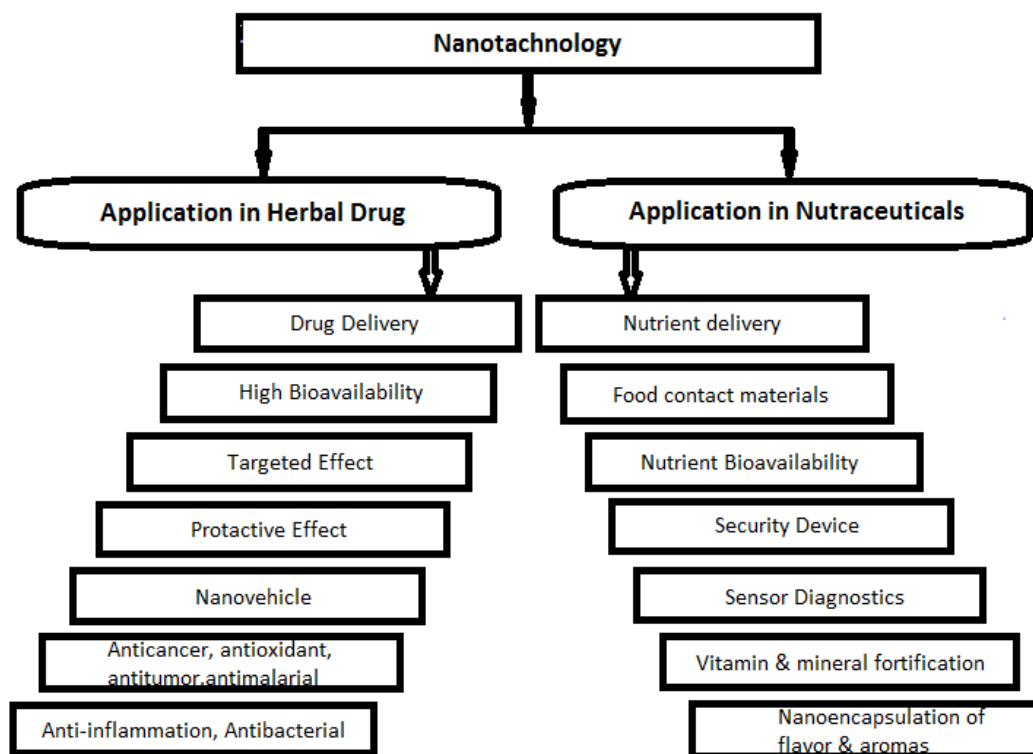 Nanotachnology
Application in Herbal Drug
Application in Nutraceuticals
Drug Delivery
High Bioavailability
Targeted Effect
Protactive Effect
Nanovehicle
Anticancer, antioxidant,
antitumor,antimalarial
Anti-inflammation, Antibacterial
Nutrient delivery
Food contact materials
Nutrient Bioavailability
Security Device
Sensor Diagnostics
Vitamin & mineral fortification
Nanoencapsulation of
flavor & aromas